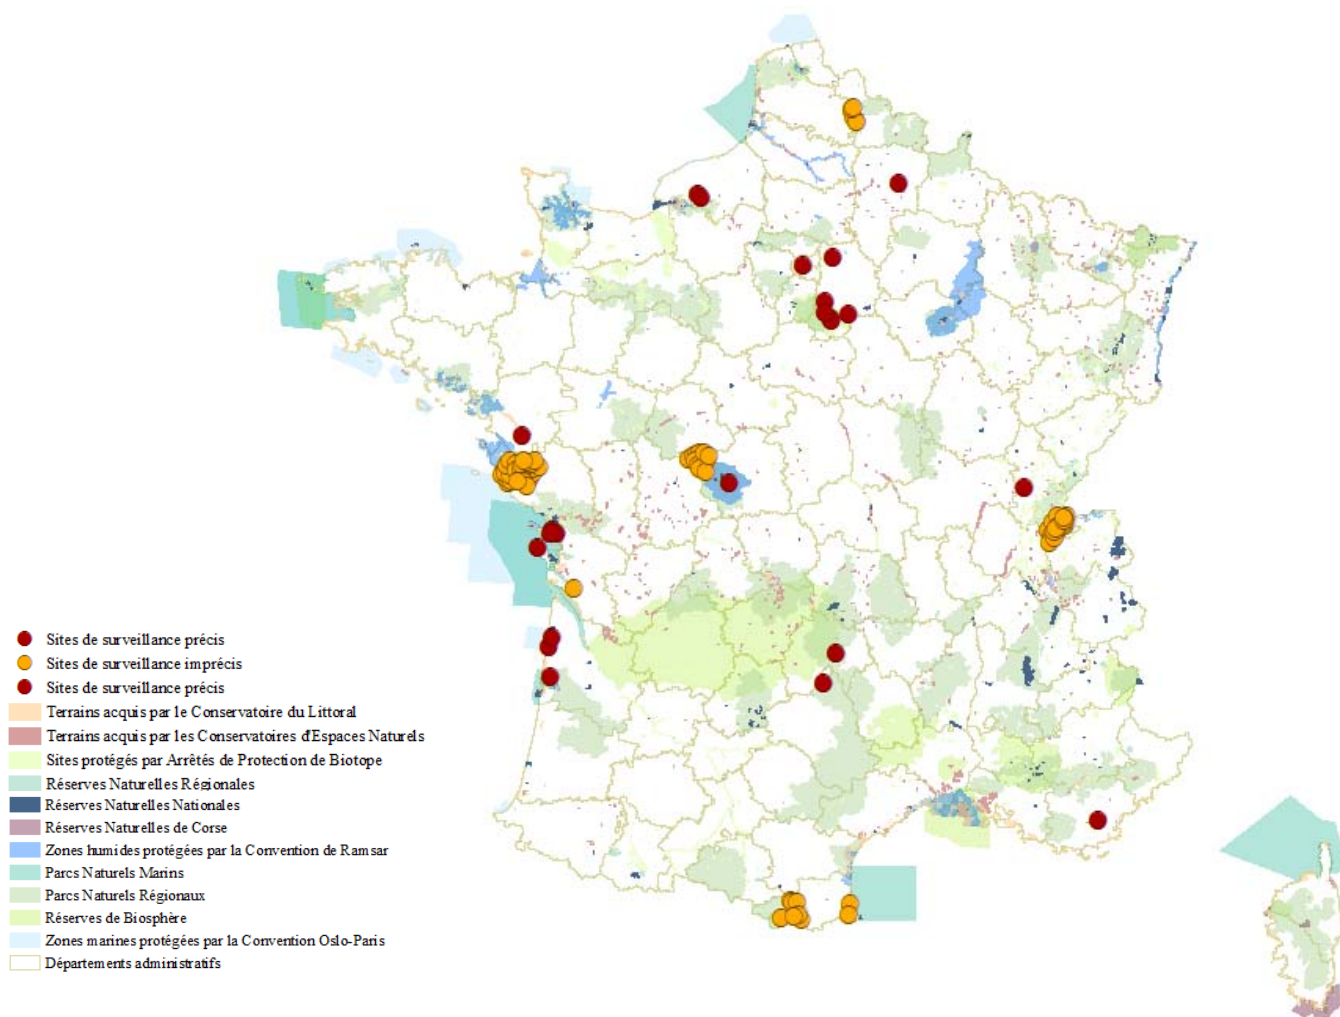 Sites de surveillance précis
Sites de surveillance imprécis
Sites de surveillance précis
Terrains acquis par le Conservatoire du Littoral
Terrains acquis par les Conservatoires d'Espaces Naturels
Sites protégés par Arrêtés de Protection de Biotope
Réserves Naturelles Régionales
Réserves Naturelles Nationales
Réserves Naturelles de Corse
Zones humides protégées par la Convention de Ramsar
Parcs Naturels Marins
Parcs Naturels Régionaux
Réserves de Biosphère
Zones marines protégées par la Convention Oslo-Paris
Départements administratifs